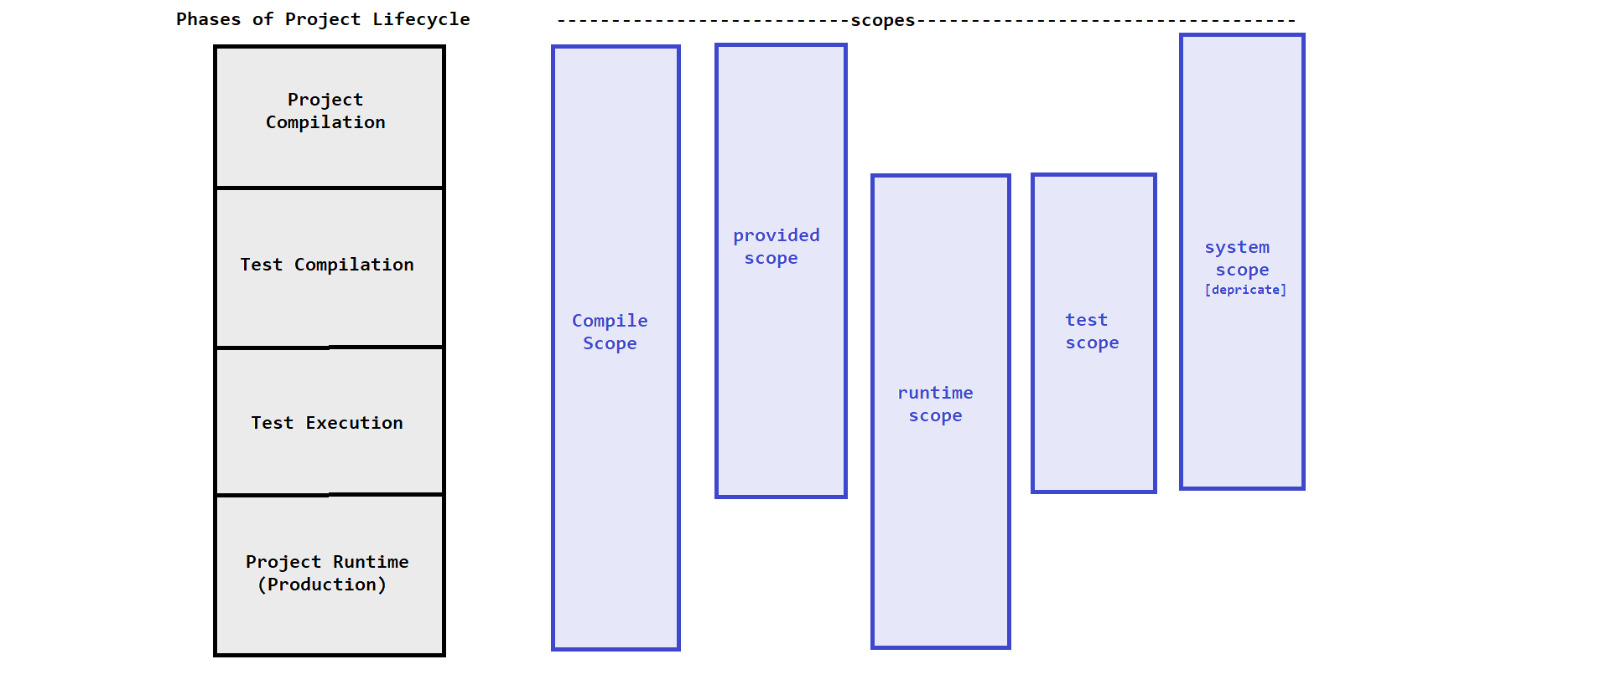 Phases of Project Lifecycle
---------------------------scopes-----------------------------------
Project
Compilation
Test Compilation
Test Execution
Project Runtime
(Production)
Compile
Scope
provided
scope
runtime
scope
test
scope
system
scope
[depricate]